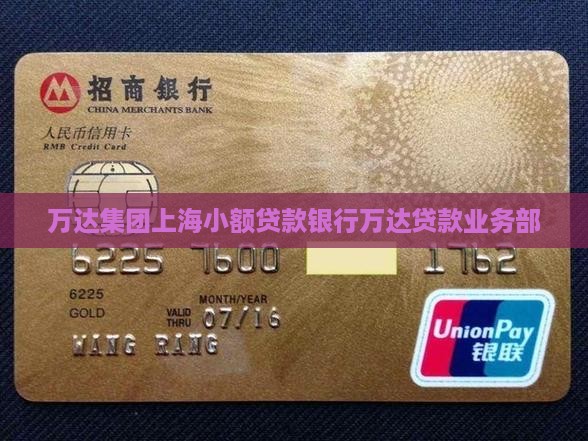 招商银行
CHINA MERCHANTS BANK
人民币信用卡
RMB Credit Card
万达集团上海小额贷款银行万达贷款业务部
6225 7600 1762
6225
MONTH/YEAR
GOLD
VALID THRU 07/16
WANG RANG
UnionPay
银联